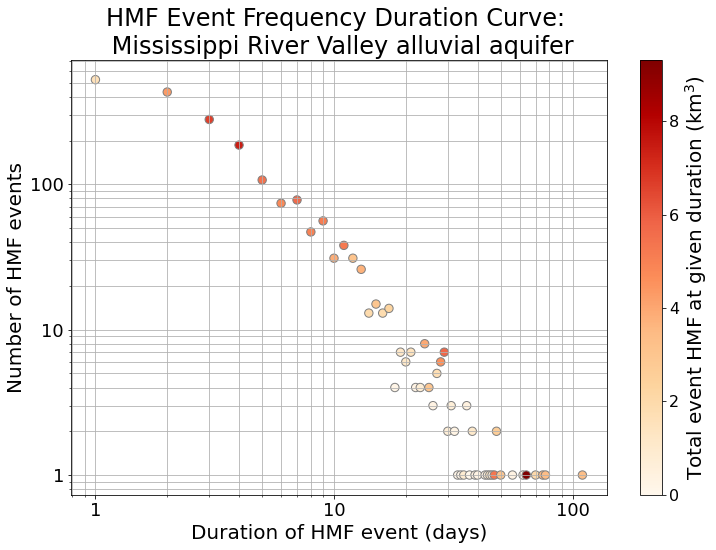 HMF Event Frequency Duration Curve:
Mississippi River Valley alluvial aquifer
Number of HMF events
100
10
1
1
10
100
Duration of HMF event (days)
8
6
4
2
0
Total event HMF at given duration (km³)